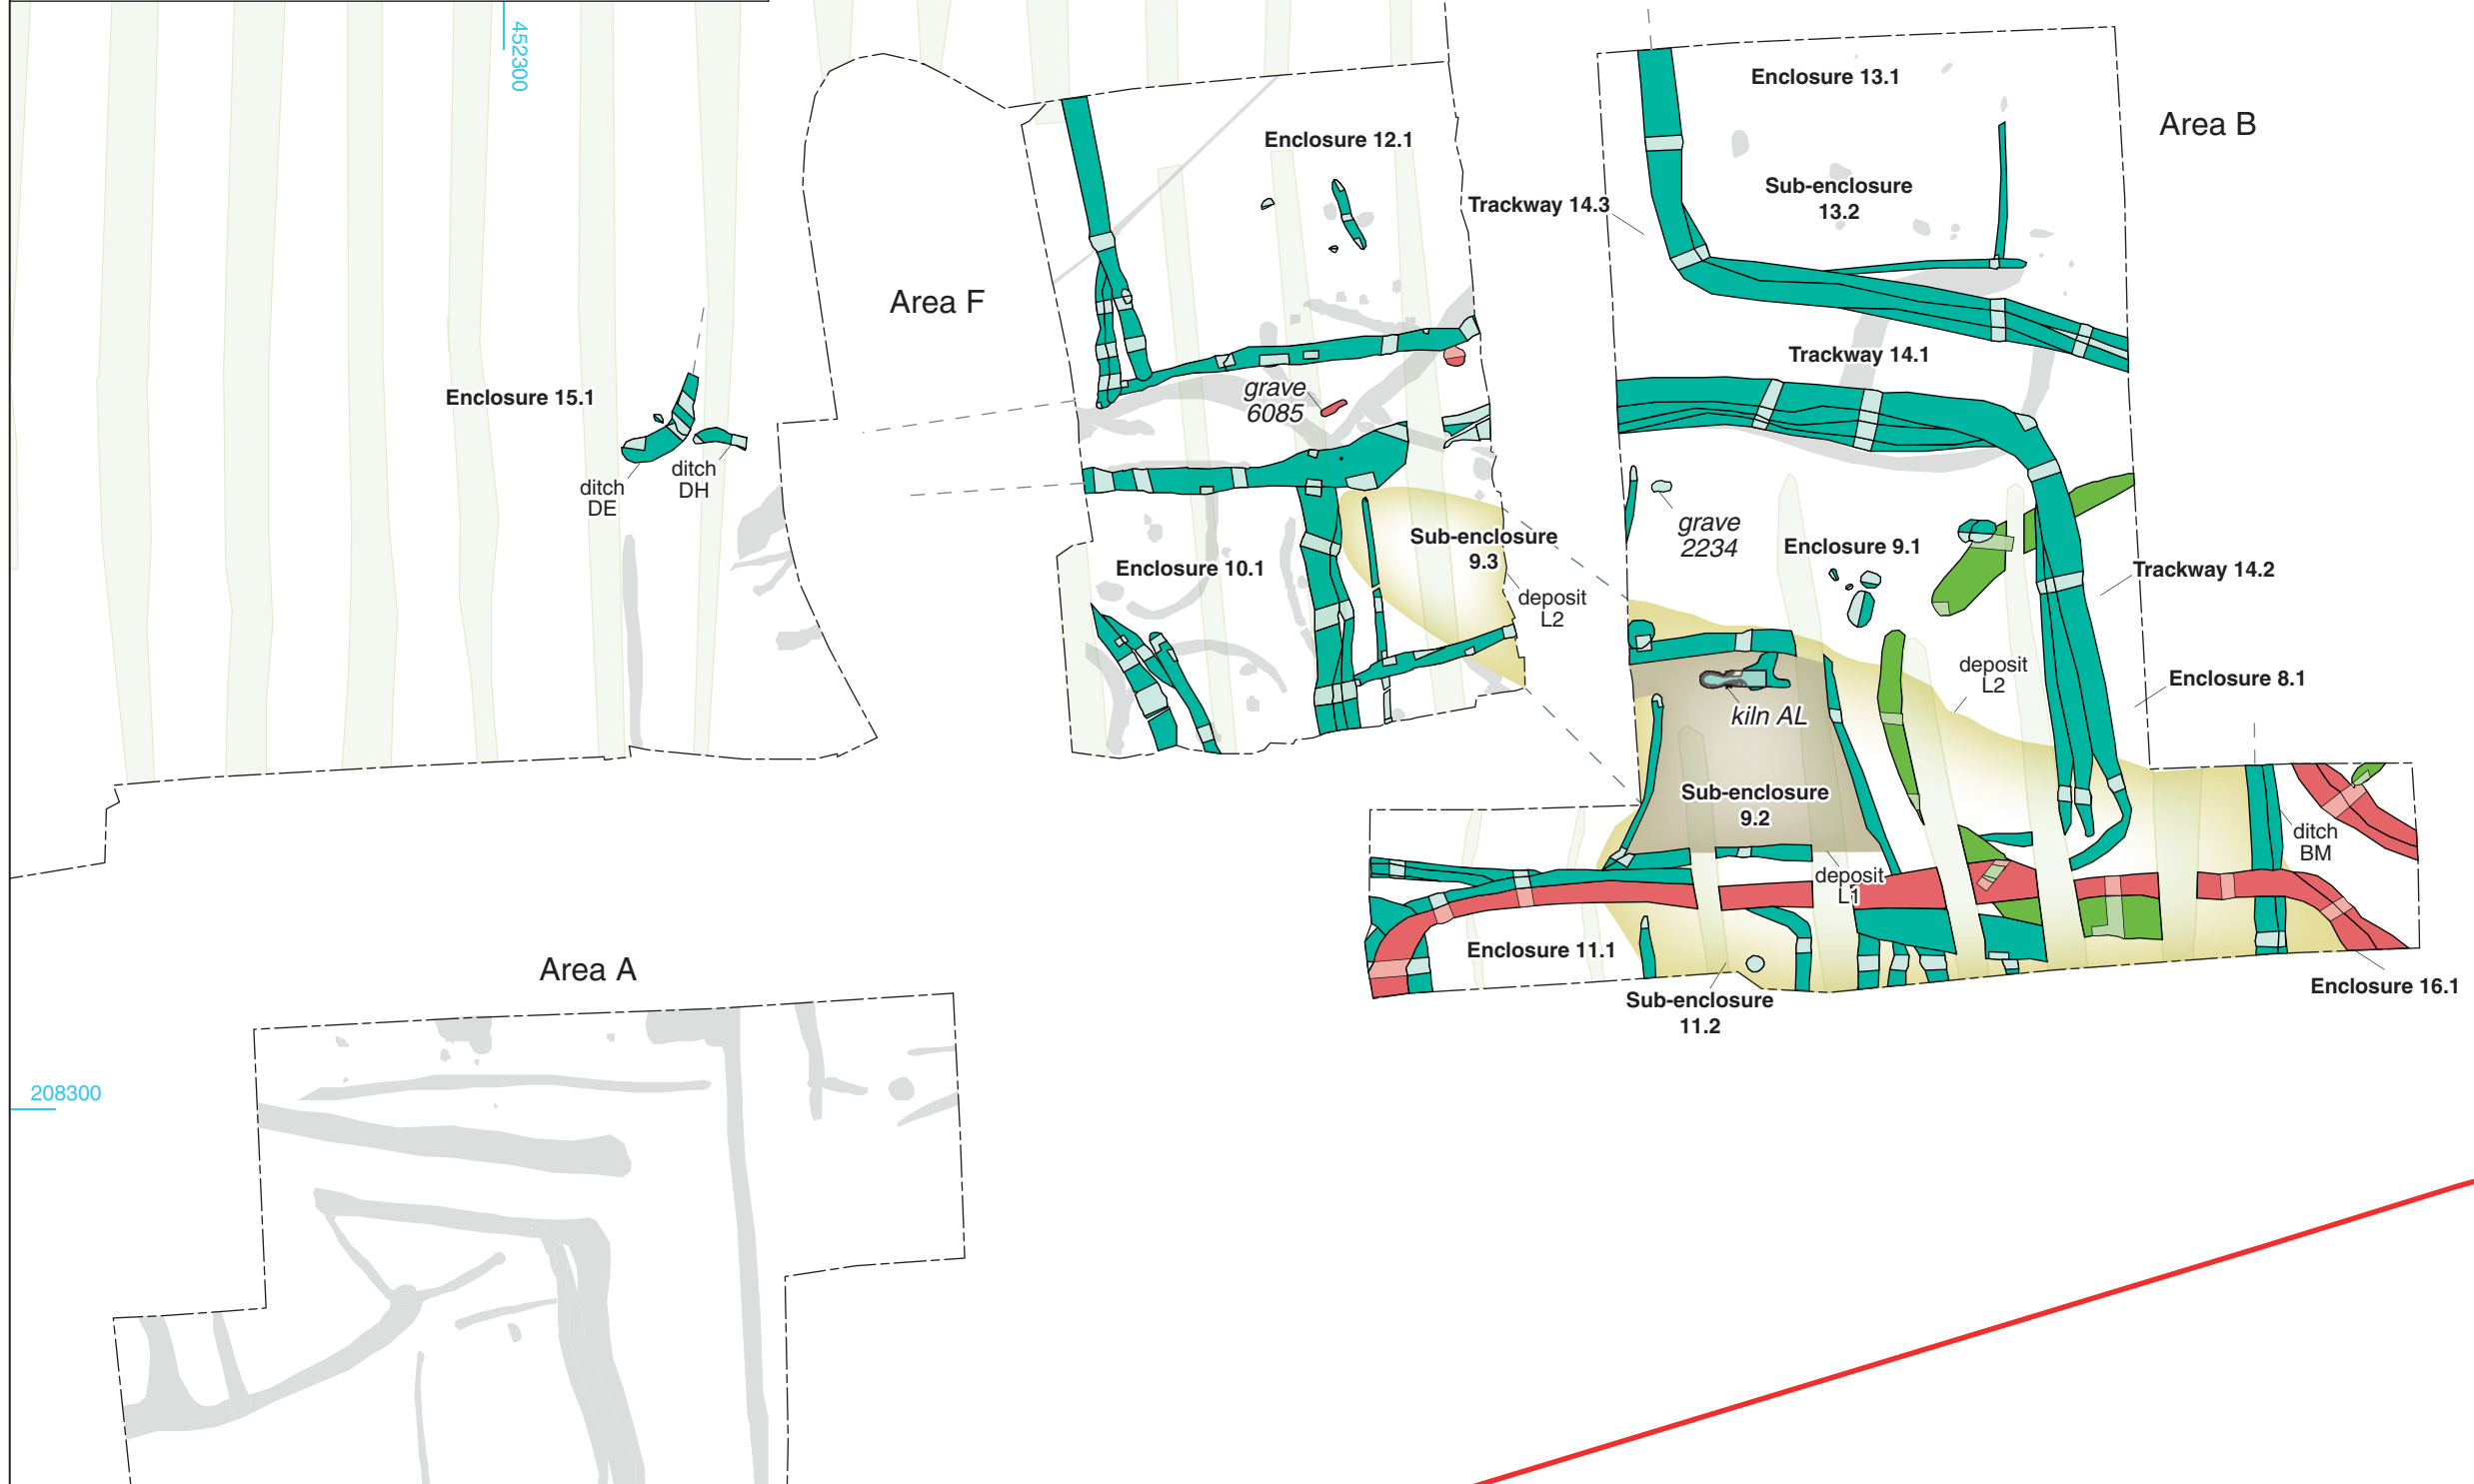 452300
Enclosure 13.1
Area B
Enclosure 12.1
Sub-enclosure
13.2
Trackway 14.3
Area F
Trackway 14.1
Enclosure 15.1
grave
6085
ditch
DE
ditch
DH
grave
2234
Sub-enclosure
9.3
Enclosure 9.1
Enclosure 10.1
Trackway 14.2
deposit
L2
deposit
L2
Enclosure 8.1
kiln AL
Sub-enclosure
9.2
ditch
BM
deposit
L1
Enclosure 11.1
Area A
Enclosure 16.1
Sub-enclosure
11.2
208300